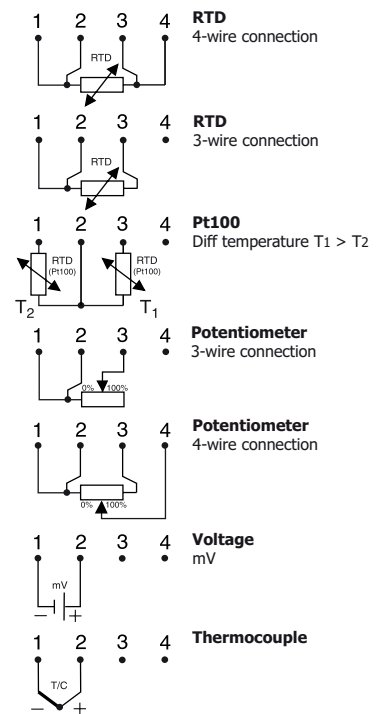 1 2 3 4 RTD
4-wire connection
RTD
1 2 3 4 RTD
3-wire connection
RTD
1 2 3 4 Pt100
Diff temperature T1 > T2
RTD RTD
(Pt100) (Pt100)
T2 T1
1 2 3 4 Potentiometer
3-wire connection
0% 100%
1 2 3 4 Potentiometer
4-wire connection
0% 100%
1 2 3 4 Voltage
mV
mV
– +
1 2 3 4 Thermocouple
T/C
– +